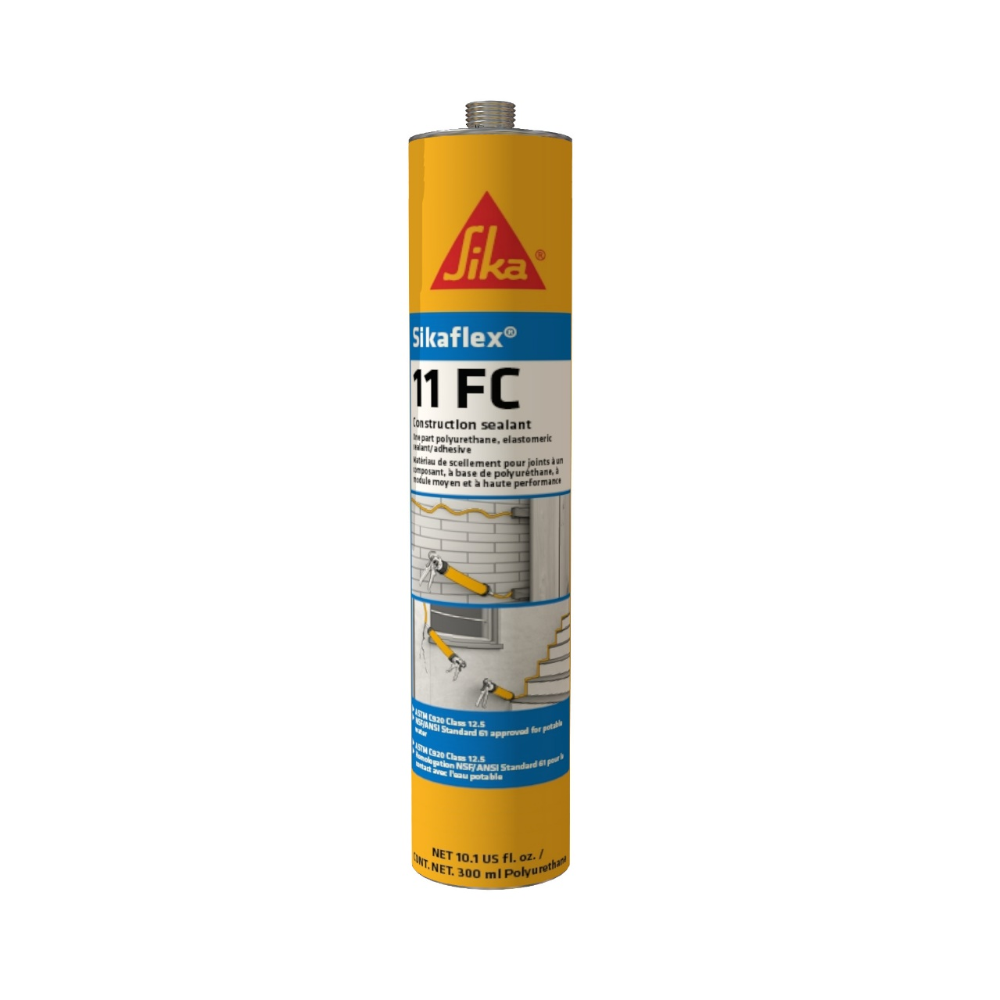 Sika®
Sikaflex®
11 FC
Construction sealant
One part polyurethane, elastomeric
sealant/adhesive
Matériau de scellement pour joints à un
composant, à base de polyuréthane, à
module moyen et à haute performance
ASTM C920 Class 12.5
NSF/ANSI Standard 61 approved for potable
water
ASTM C920 Class 12.5
Homologation NSF/ANSI Standard 61 pour le
contact avec l'eau potable
NET 10.1 US fl. oz. /
CONT. NET. 300 ml Polyurethane